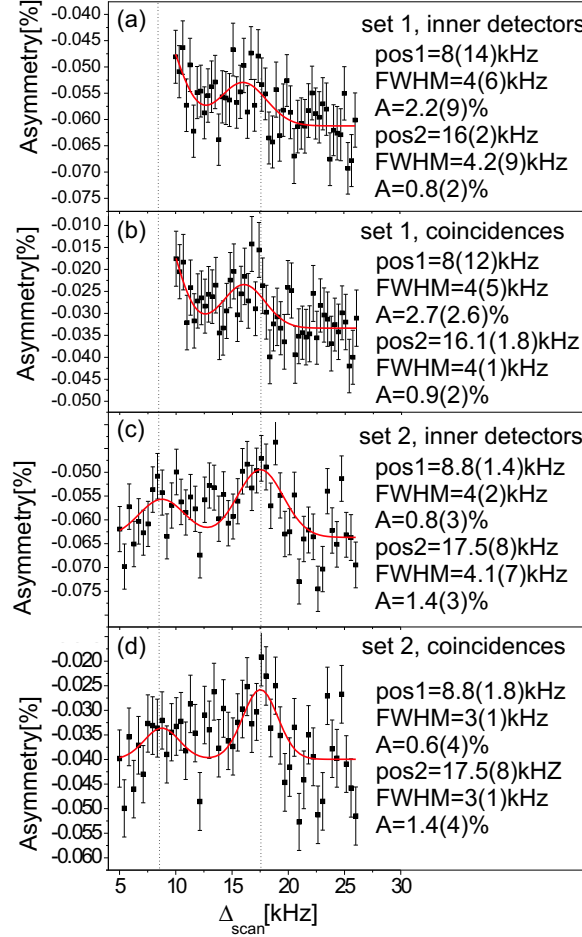 (a) set 1, inner detectors
pos1=8(14)kHz
FWHM=4(6)kHz
A=2.2(9)%
pos2=16(2)kHz
FWHM=4.2(9)kHz
A=0.8(2)%
Asymmetry[%]
-0.040
-0.045
-0.050
-0.055
-0.060
-0.065
-0.070
-0.075
(b) set 1, coincidences
pos1=8(12)kHz
FWHM=4(5)kHz
A=2.7(2.6)%
pos2=16.1(1.8)kHz
FWHM=4(1)kHz
A=0.9(2)%
Asymmetry[%]
-0.010
-0.015
-0.020
-0.025
-0.030
-0.035
-0.040
-0.045
-0.050
(c) set 2, inner detectors
pos1=8.8(1.4)kHz
FWHM=4(2)kHz
A=0.8(3)%
pos2=17.5(8)kHz
FWHM=4.1(7)kHz
A=1.4(3)%
Asymmetry[%]
-0.050
-0.055
-0.060
-0.065
-0.070
-0.075
(d) set 2, coincidences
pos1=8.8(1.8)kHz
FWHM=3(1)kHz
A=0.6(4)%
pos2=17.5(8)kHZ
FWHM=3(1)kHz
A=1.4(4)%
Asymmetry[%]
-0.020
-0.025
-0.030
-0.035
-0.040
-0.045
-0.050
-0.055
-0.060
5 10 15 20 25 30
Δscan[kHz]